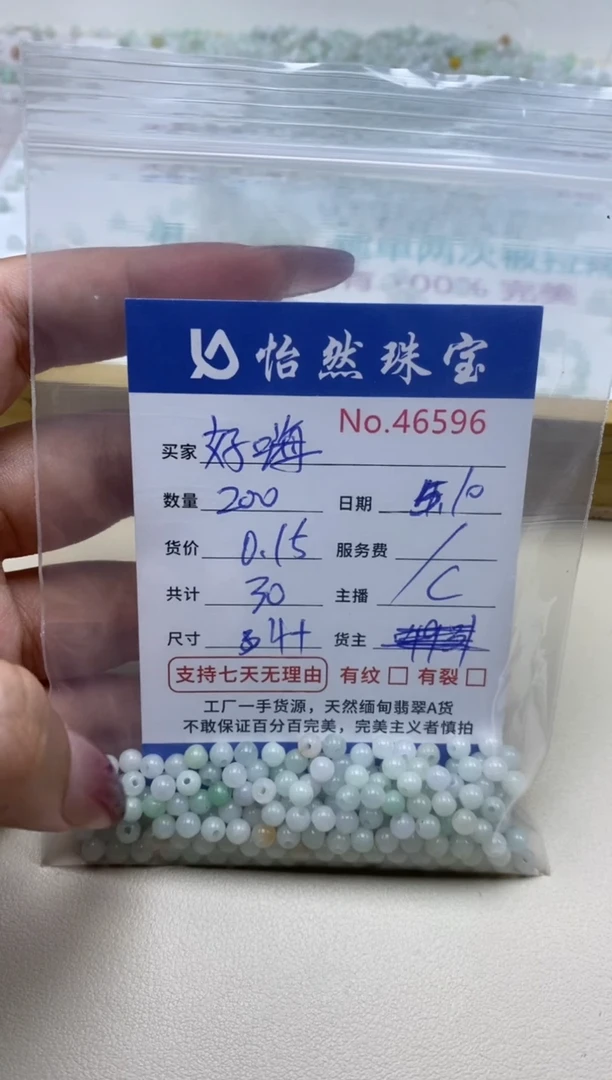 怡然珠宝
No.46596
买家 好嗨
数量 200 日期 5.10
货价 0.15 服务费 /
共计 30 主播 C
尺寸 34+ 货主
支持七天无理由 有纹 □ 有裂 □
工厂一手货源，天然缅甸翡翠A货
不敢保证百分百完美，完美主义者慎拍